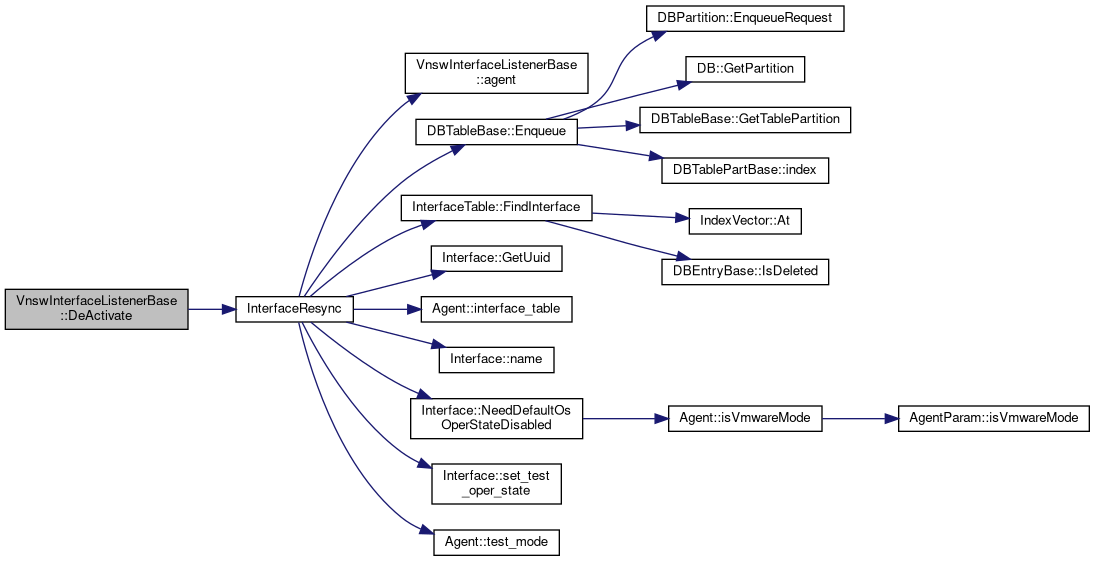 VnswInterfaceListenerBase
::DeActivate
InterfaceResync
VnswInterfaceListenerBase
::agent
DBTableBase::Enqueue
DBPartition::EnqueueRequest
DB::GetPartition
DBTableBase::GetTablePartition
DBTablePartBase::index
InterfaceTable::FindInterface
IndexVector::At
DBEntryBase::IsDeleted
Interface::GetUuid
Agent::interface_table
Interface::name
Interface::NeedDefaultOs
OperStateDisabled
Agent::isVmwareMode
AgentParam::isVmwareMode
Interface::set_test
_oper_state
Agent::test_mode